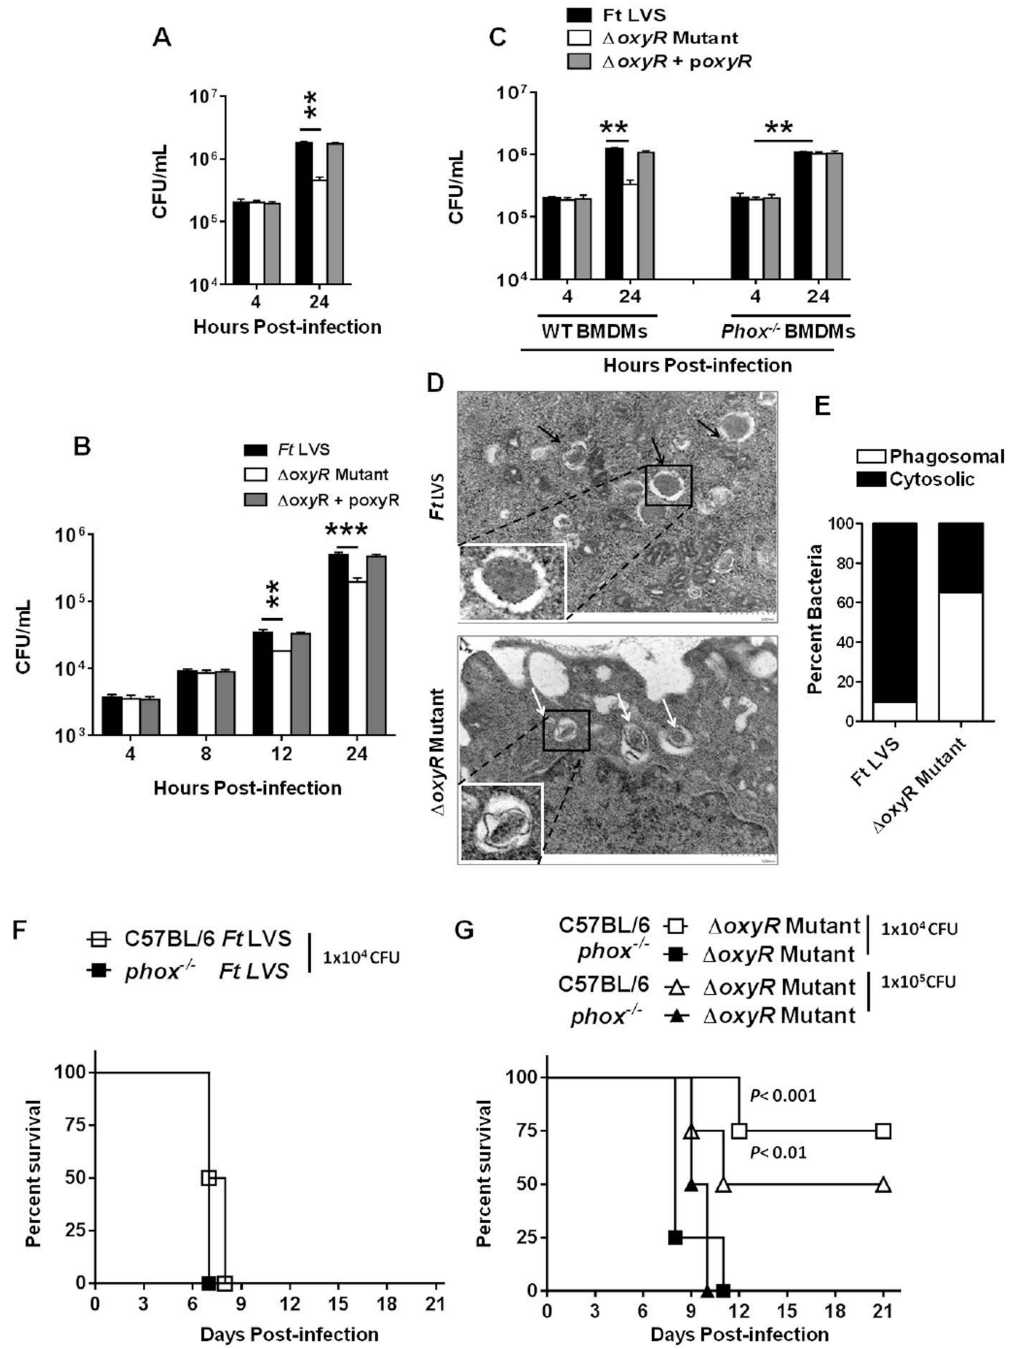 A
10⁷
10⁶
10⁵
10⁴
CFU/mL
**
4 24
Hours Post-infection
C
Ft LVS
ΔoxyR Mutant
ΔoxyR + poxyR
10⁷
10⁶
10⁵
10⁴
CFU/mL
** **
4 24 4 24
WT BMDMs Phox-/- BMDMs
Hours Post-infection
B
Ft LVS
ΔoxyR Mutant
ΔoxyR + poxyR
10⁶
10⁵
10⁴
10³
CFU/mL
** ***
4 8 12 24
Hours Post-infection
D
Ft LVS
ΔoxyR Mutant
E
Phagosomal
Cytosolic
100
80
60
40
20
0
Percent Bacteria
Ft LVS
ΔoxyR Mutant
F
C57BL/6 Ft LVS
phox-/- Ft LVS
1x10⁴ CFU
100
75
50
25
0
Percent survival
0 3 6 9 12 15 18 21
Days Post-infection
G
C57BL/6 ΔoxyR Mutant
phox-/- ΔoxyR Mutant
1x10⁴ CFU
C57BL/6 ΔoxyR Mutant
phox-/- ΔoxyR Mutant
1x10⁵CFU
100
75
50
25
0
Percent survival
P< 0.001
P< 0.01
0 3 6 9 12 15 18 21
Days Post-infection